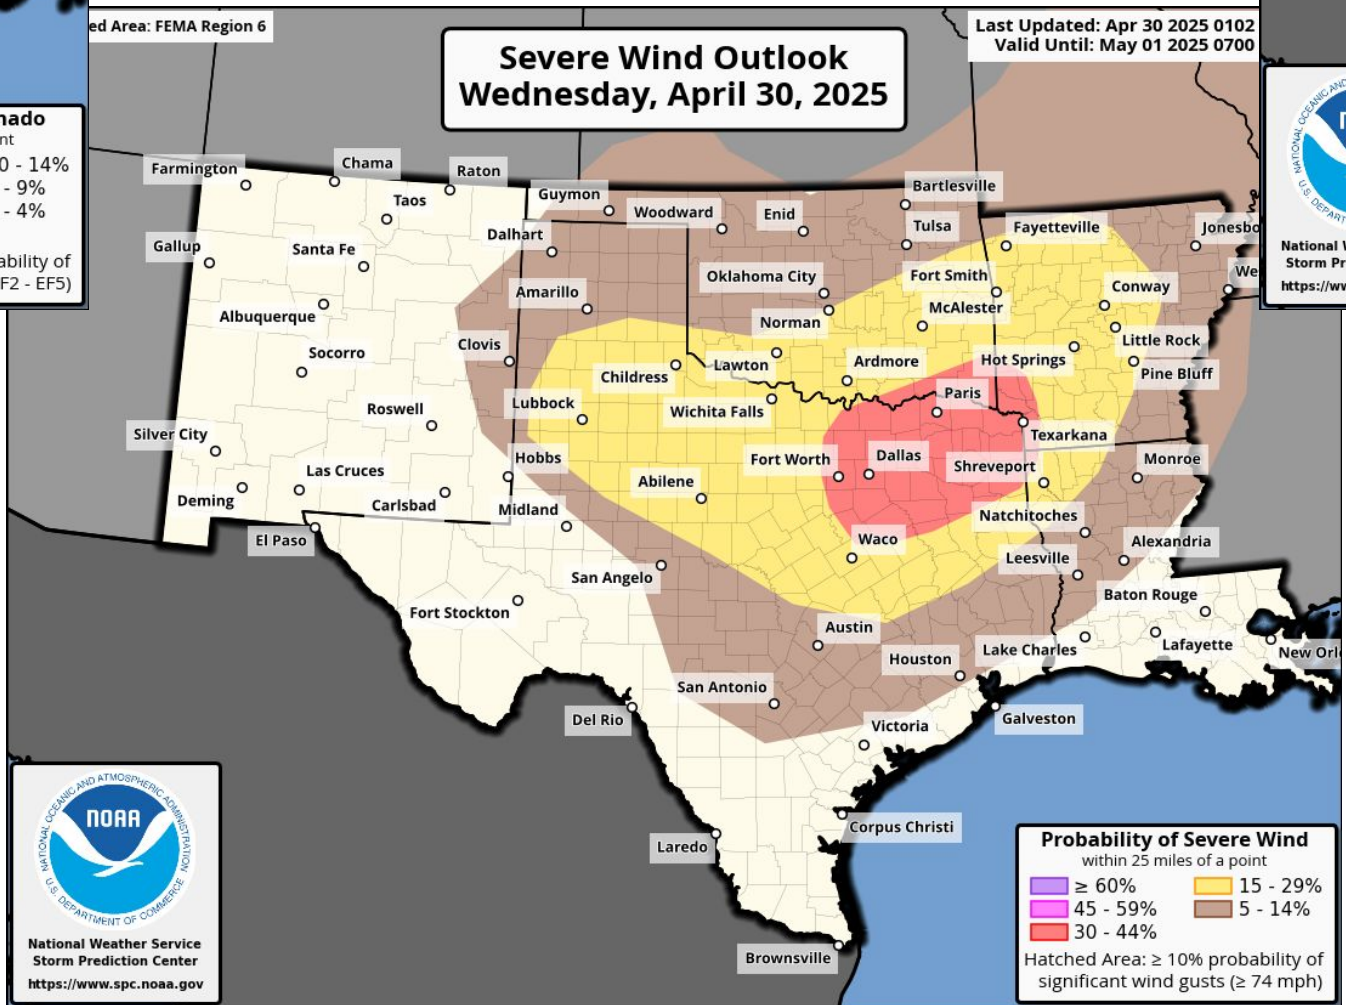 ed Area: FEMA Region 6
Severe Wind Outlook
Wednesday, April 30, 2025
Last Updated: Apr 30 2025 0102
Valid Until: May 01 2025 0700
nado
nt
0 - 14%
- 9%
- 4%
ability of
F2 - EF5)
Farmington
Chama
Raton
Taos
Gallup
Santa Fe
Albuquerque
Socorro
Clovis
Roswell
Silver City
Las Cruces
Deming
Carlsbad
Hobbs
El Paso
Guymon
Woodward
Enid
Bartlesville
Dalhart
Tulsa
Fayetteville
Jonesbo
Amarillo
Oklahoma City
Fort Smith
Conway
We
Norman
McAlester
Little Rock
Childress
Lawton
Ardmore
Hot Springs
Pine Bluff
Lubbock
Wichita Falls
Paris
Texarkana
Midland
Abilene
Fort Worth
Dallas
Shreveport
Monroe
San Angelo
Waco
Natchitoches
Alexandria
Leesville
Fort Stockton
Austin
Houston
Lake Charles
Baton Rouge
Lafayette
New Orl
San Antonio
Del Rio
Victoria
Galveston
Laredo
Corpus Christi
Brownsville
NATIONAL OCEANIC AND ATMOSPHERIC ADMINISTRATION
NOAA
U.S. DEPARTMENT OF COMMERCE
National Weather Service
Storm Prediction Center
https://www.spc.noaa.gov
Probability of Severe Wind
within 25 miles of a point
≥ 60%
15 - 29%
45 - 59%
5 - 14%
30 - 44%
Hatched Area: ≥ 10% probability of
significant wind gusts (≥ 74 mph)
National W
Storm Pr
https://ww